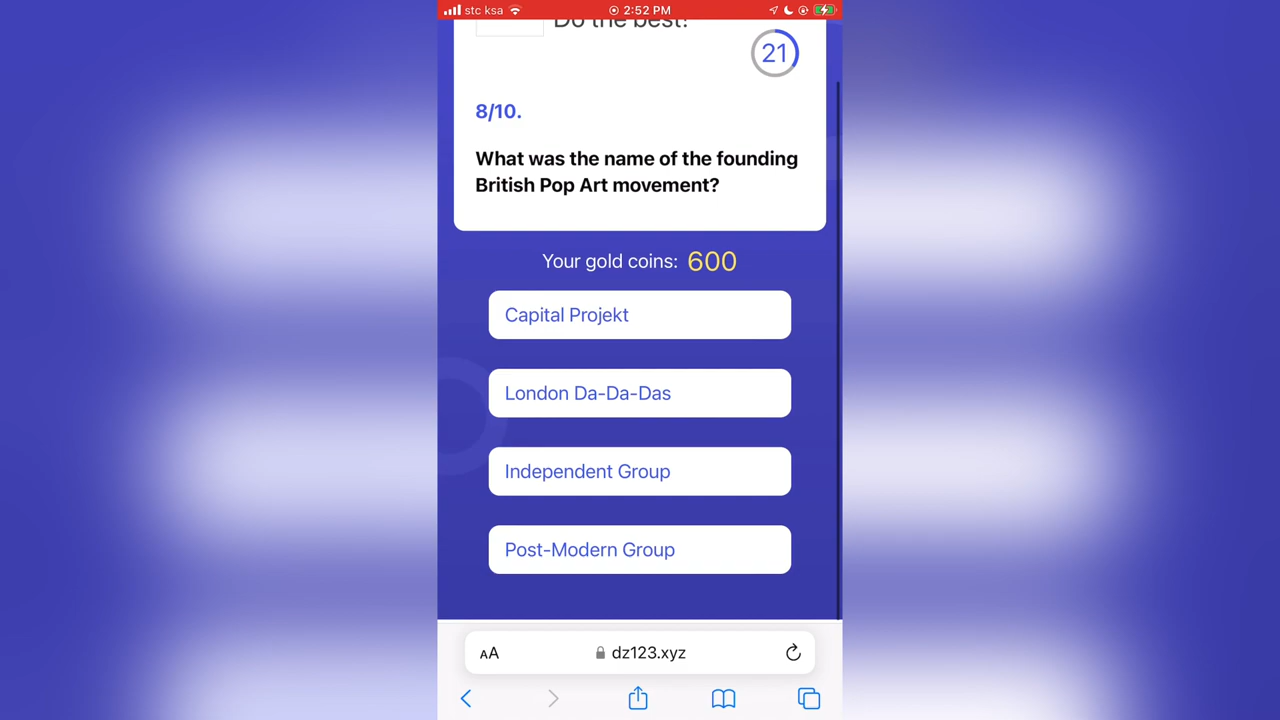 stc ksa 2:52 PM
Do the best!
21
8/10.
What was the name of the founding
British Pop Art movement?
Your gold coins: 600
Capital Projekt
London Da-Da-Das
Independent Group
Post-Modern Group
AA dz123.xyz